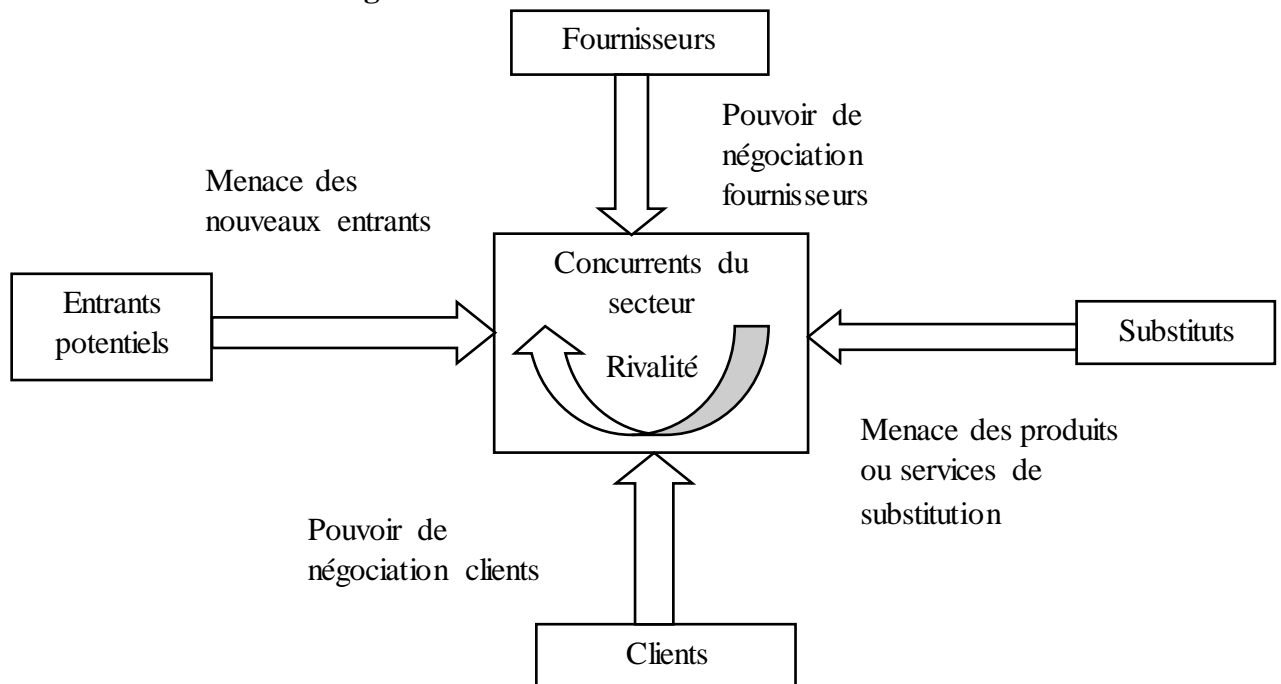 Fournisseurs
Pouvoir de
négociation
fournisseurs
Menace des
nouveaux entrants
Concurrents du
secteur
Rivalité
Entrants
potentiels
Substituts
Menace des produits
ou services de
substitution
Pouvoir de
négociation clients
Clients